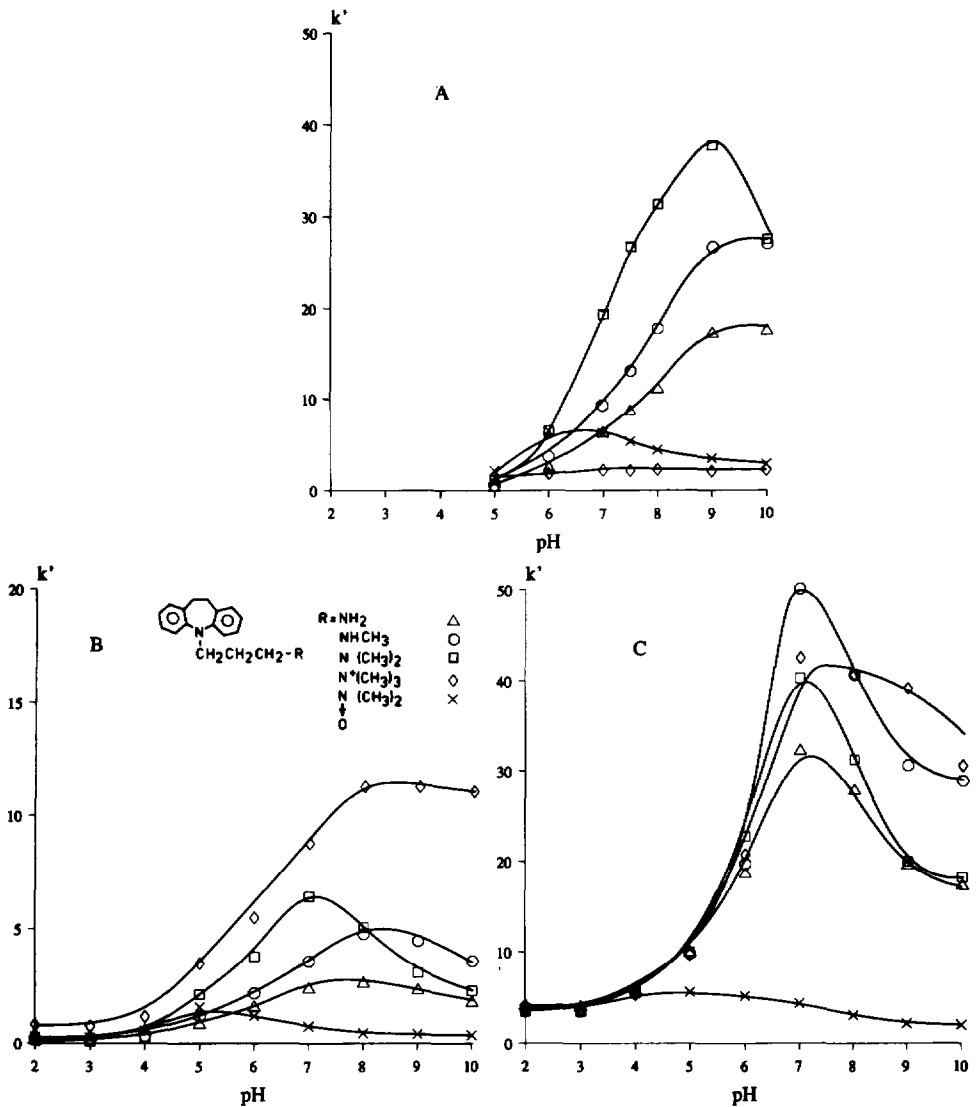 k'
50
40
30
20
10
0
A
2 3 4 5 6 7 8 9 10
pH
k'
20
15
10
5
0
B
N
CH₂CH₂CH₂-R
R = NH₂ △
NHCH₃ ○
N (CH₃)₂ □
N⁺(CH₃)₃ ◇
N (CH₃)₂ ×
↓
O
2 3 4 5 6 7 8 9 10
pH
k'
50
40
30
20
10
0
C
2 3 4 5 6 7 8 9 10
pH